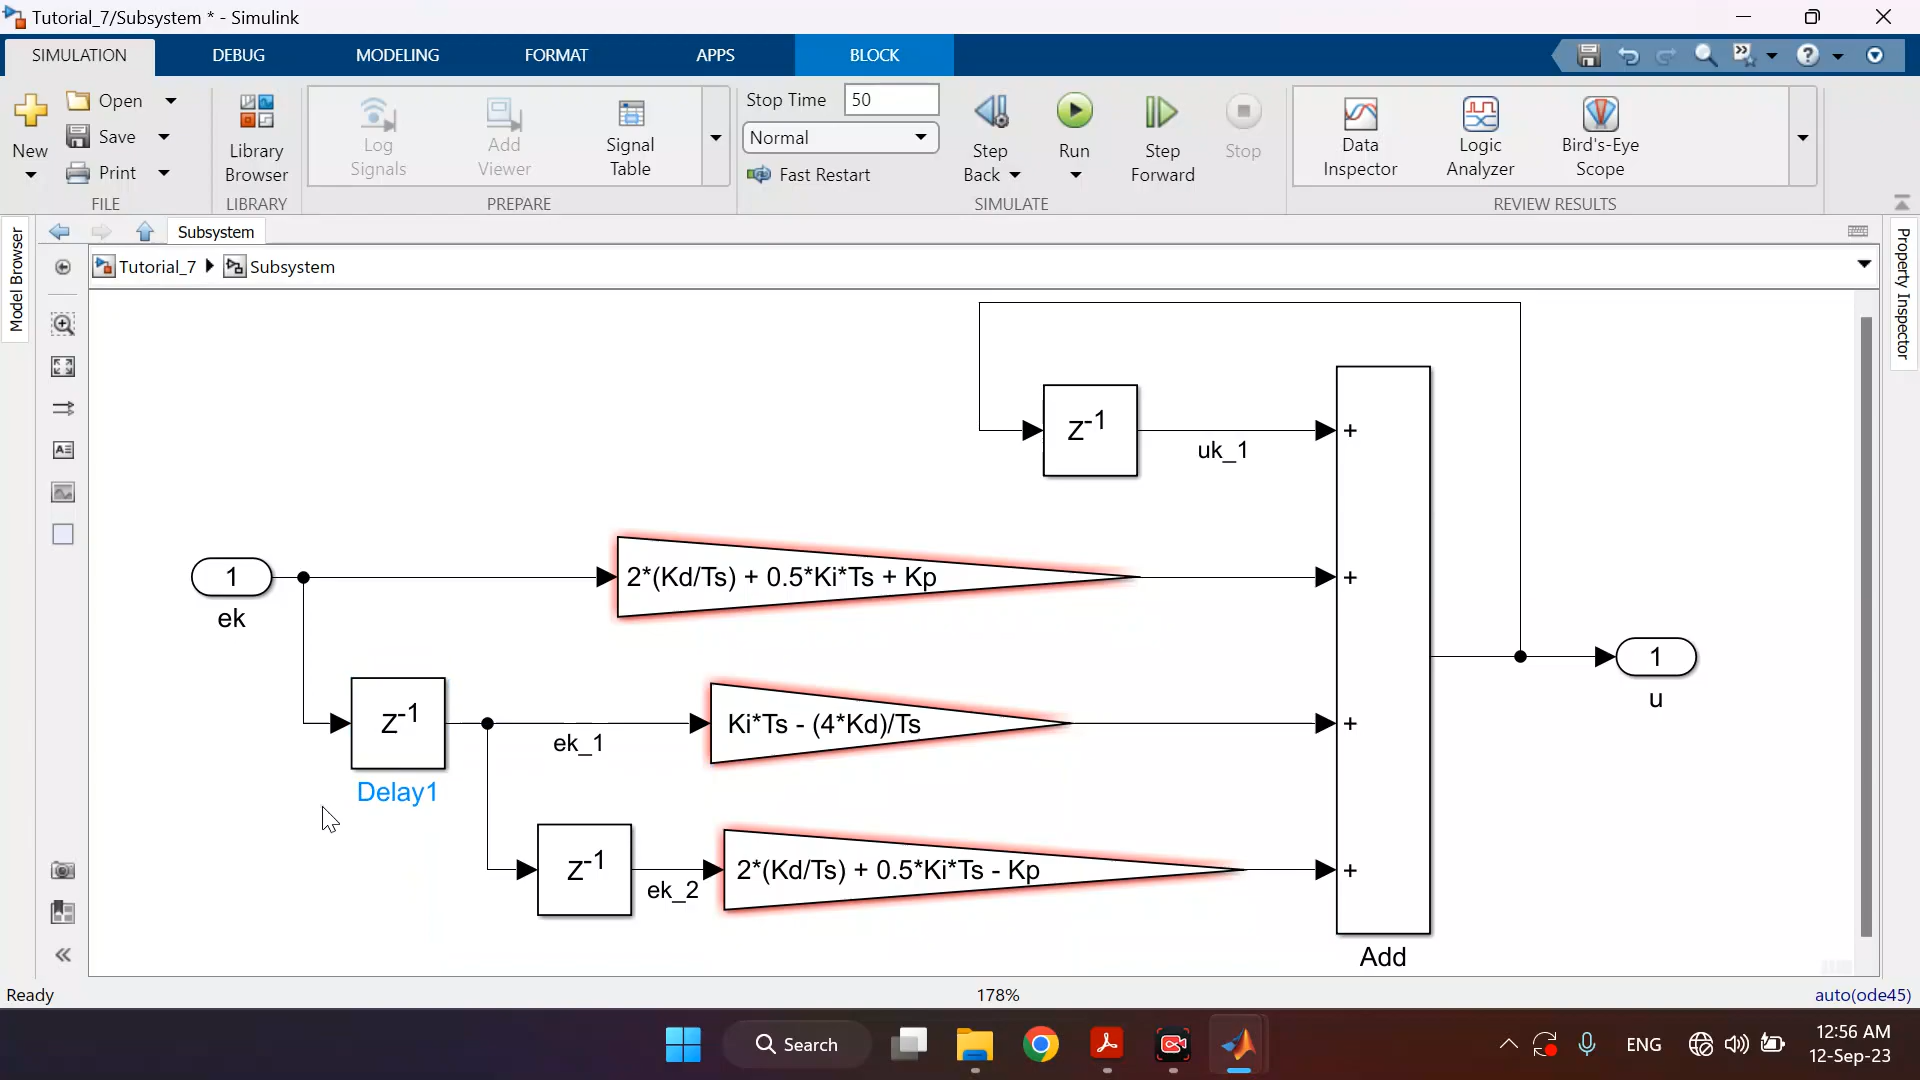 Tutorial_7/Subsystem * - Simulink
SIMULATION DEBUG MODELING FORMAT APPS BLOCK
New
Open
Save
Print
FILE
Library
Browser
LIBRARY
Log
Signals
Add
Viewer
Signal
Table
PREPARE
Stop Time 50
Normal
Fast Restart
Step
Back
Run
Step
Forward
Stop
SIMULATE
Data
Inspector
Logic
Analyzer
Bird's-Eye
Scope
REVIEW RESULTS
Model Browser
Subsystem
Tutorial_7 Subsystem
Property Inspector
z-1
uk_1
+
1
ek
2*(Kd/Ts) + 0.5*Ki*Ts + Kp
+
1
u
z-1
Delay1
ek_1
Ki*Ts - (4*Kd)/Ts
+
z-1
ek_2
2*(Kd/Ts) + 0.5*Ki*Ts - Kp
+
Add
Ready 178% auto(ode45)
Search
ENG
12:56 AM
12-Sep-23